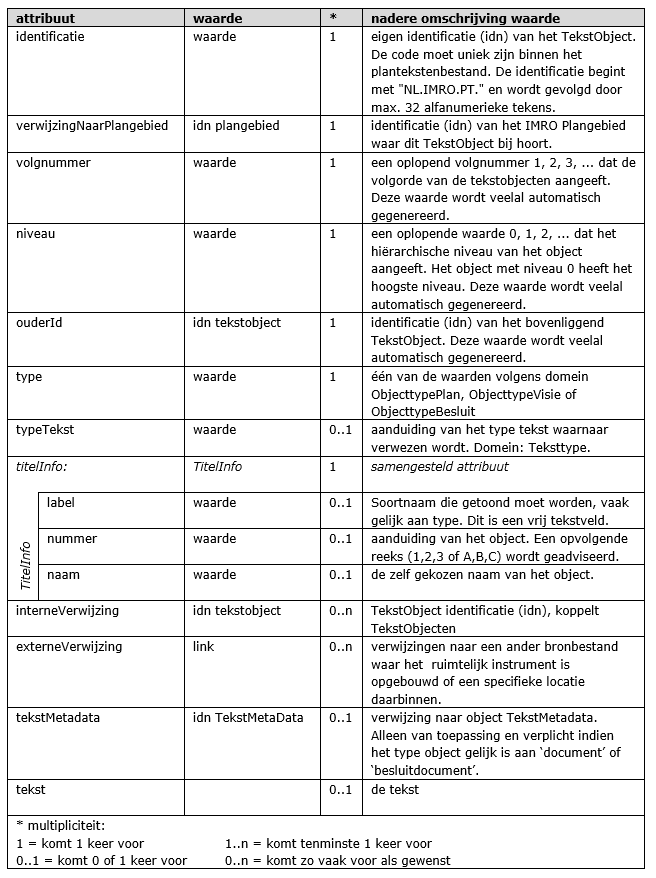 attribuut waarde * nadere omschrijving waarde
identificatie waarde 1 eigen identificatie (idn) van het TekstObject.
De code moet uniek zijn binnen het
plantekstenbestand. De identificatie begint
met "NL.IMRO.PT." en wordt gevolgd door
max. 32 alfanumerieke tekens.
verwijzingNaarPlangebied idn plangebied 1 identificatie (idn) van het IMRO Plangebied
waar dit TekstObject bij hoort.
volgnummer waarde 1 een oplopend volgnummer 1, 2, 3, ... dat de
volgorde van de tekstobjecten aangeeft.
Deze waarde wordt veelal automatisch
gegenereerd.
niveau waarde 1 een oplopende waarde 0, 1, 2, ... dat het
hiërarchische niveau van het object
aangeeft. Het object met niveau 0 heeft het
hoogste niveau. Deze waarde wordt veelal
automatisch gegenereerd.
ouderId idn tekstobject 1 identificatie (idn) van het bovenliggend
TekstObject. Deze waarde wordt veelal
automatisch gegenereerd.
type waarde 1 één van de waarden volgens domein
ObjecttypePlan, ObjecttypeVisie of
ObjecttypeBesluit
typeTekst waarde 0..1 aanduiding van het type tekst waarnaar
verwezen wordt. Domein: Teksttype.
titelInfo: TitelInfo 1 samengesteld attribuut
TitelInfo
label waarde 0..1 Soortnaam die getoond moet worden, vaak
gelijk aan type. Dit is een vrij tekstveld.
nummer waarde 0..1 aanduiding van het object. Een opvolgende
reeks (1,2,3 of A,B,C) wordt geadviseerd.
naam waarde 0..1 de zelf gekozen naam van het object.
interneVerwijzing idn tekstobject 0..n TekstObject identificatie (idn), koppelt
TekstObjecten
externeVerwijzing link 0..n verwijzingen naar een ander bronbestand
waar het ruimtelijk instrument is
opgebouwd of een specifieke locatie
daarbinnen.
tekstMetadata idn TekstMetaData 0..1 verwijzing naar object TekstMetadata.
Alleen van toepassing en verplicht indien
het type object gelijk is aan ‘document’ of
‘besluitdocument’.
tekst 0..1 de tekst
* multipliciteit:
1 = komt 1 keer voor 1..n = komt tenminste 1 keer voor
0..1 = komt 0 of 1 keer voor 0..n = komt zo vaak voor als gewenst